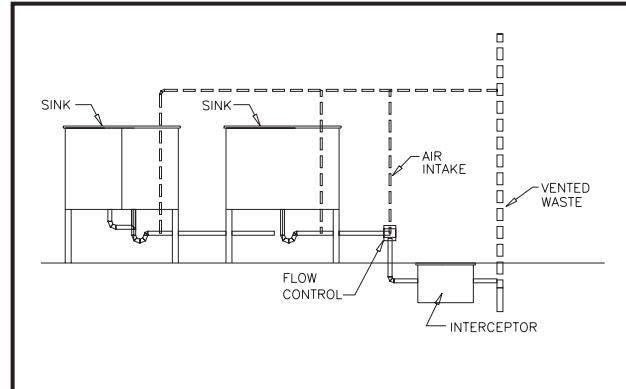 SINK
SINK
AIR
INTAKE
VENTED
WASTE
FLOW
CONTROL
INTERCEPTOR